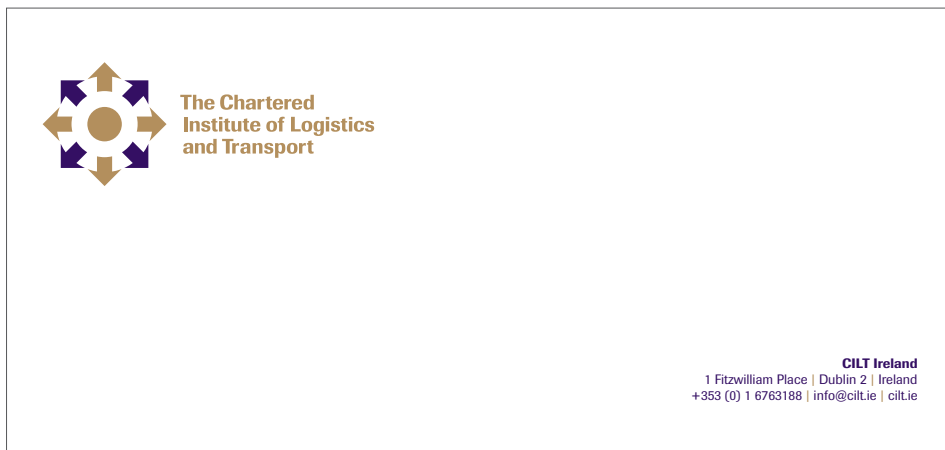 The Chartered
Institute of Logistics
and Transport
CILT Ireland
1 Fitzwilliam Place | Dublin 2 | Ireland
+353 (0) 1 6763188 | info@cilt.ie | cilt.ie